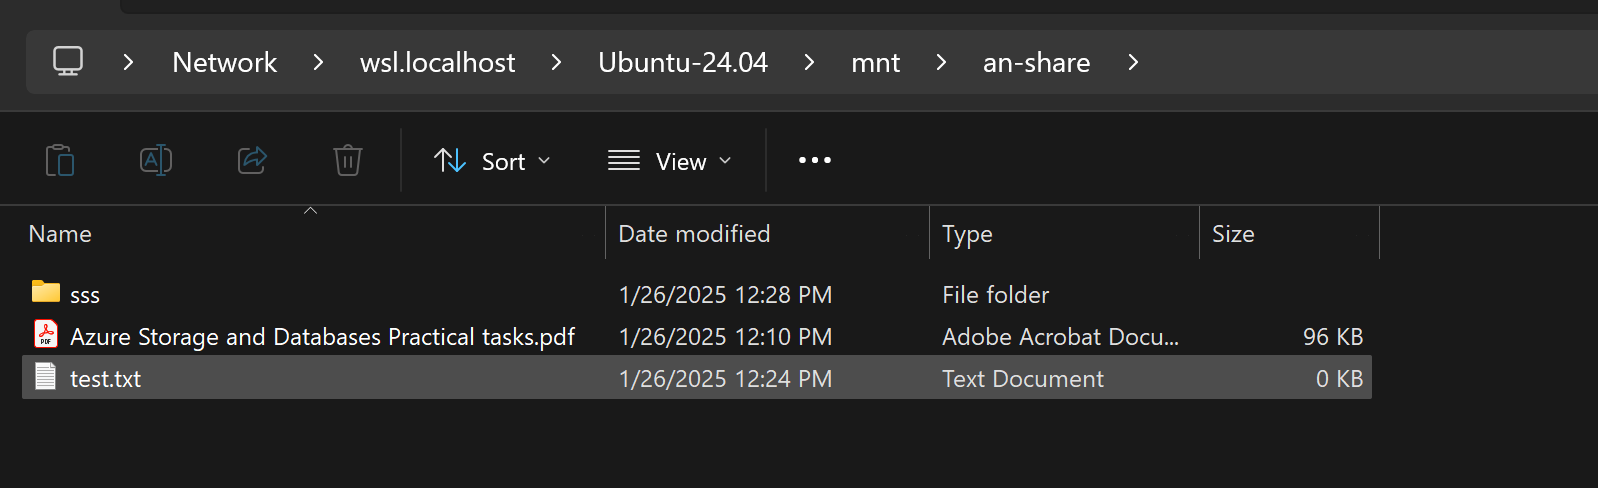 Network > wsl.localhost > Ubuntu-24.04 > mnt > an-share >
Sort View
Name Date modified Type Size
sss 1/26/2025 12:28 PM File folder
Azure Storage and Databases Practical tasks.pdf 1/26/2025 12:10 PM Adobe Acrobat Docu... 96 KB
test.txt 1/26/2025 12:24 PM Text Document 0 KB